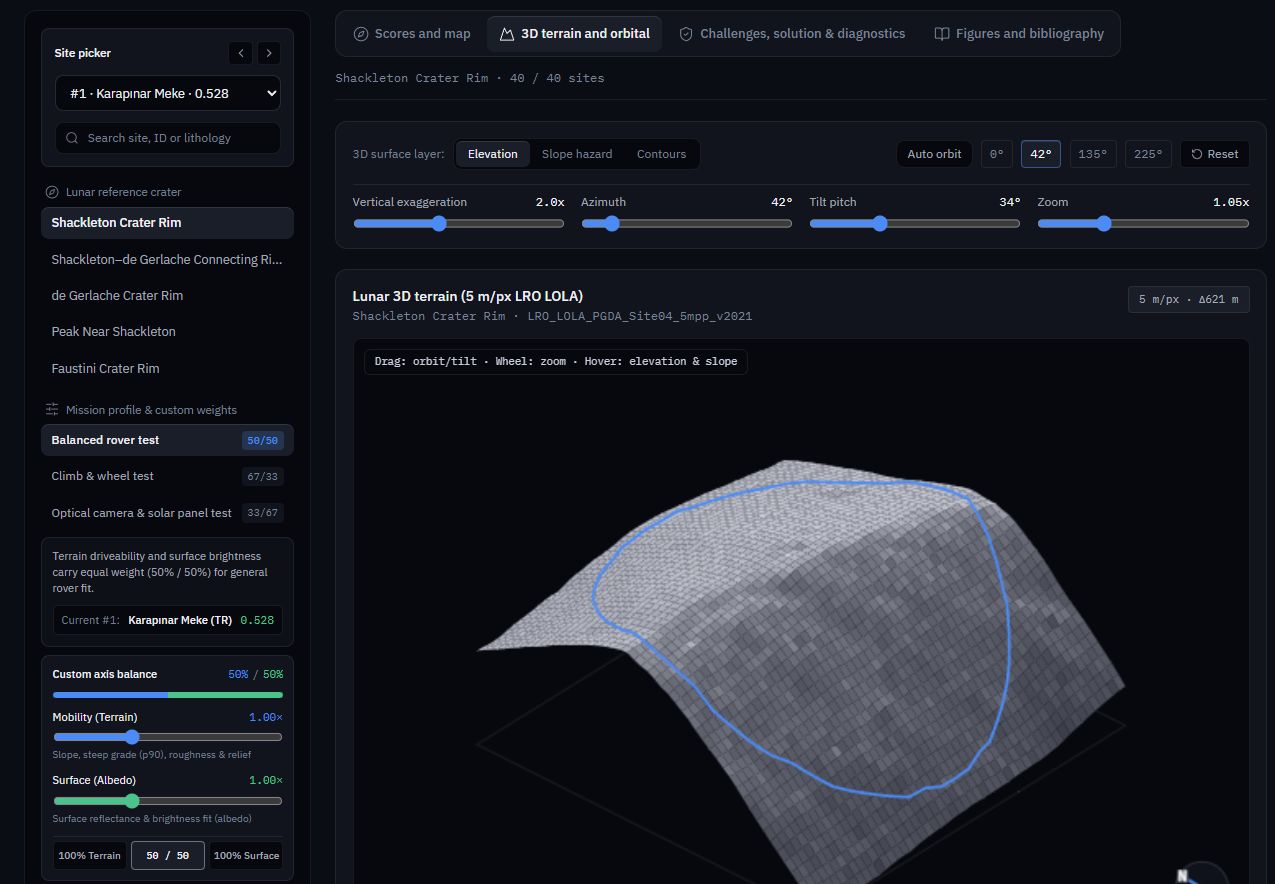 Site picker
#1 · Karapınar Meke · 0.528
Search site, ID or lithology
Lunar reference crater
Shackleton Crater Rim
Shackleton–de Gerlache Connecting Ri...
de Gerlache Crater Rim
Peak Near Shackleton
Faustini Crater Rim
Mission profile & custom weights
Balanced rover test 50/50
Climb & wheel test 67/33
Optical camera & solar panel test 33/67
Terrain driveability and surface brightness
carry equal weight (50% / 50%) for general
rover fit.
Current #1: Karapınar Meke (TR) 0.528
Custom axis balance 50% / 50%
Mobility (Terrain) 1.00×
Slope, steep grade (p90), roughness & relief
Surface (Albedo) 1.00×
Surface reflectance & brightness fit (albedo)
100% Terrain 50 / 50 100% Surface
Scores and map 3D terrain and orbital Challenges, solution & diagnostics Figures and bibliography
Shackleton Crater Rim · 40 / 40 sites
3D surface layer: Elevation Slope hazard Contours Auto orbit 0° 42° 135° 225° Reset
Vertical exaggeration 2.0x Azimuth 42° Tilt pitch 34° Zoom 1.05x
Lunar 3D terrain (5 m/px LRO LOLA)
Shackleton Crater Rim · LRO_LOLA_PGDA_Site04_5mpp_v2021
5 m/px · Δ621 m
Drag: orbit/tilt · Wheel: zoom · Hover: elevation & slope
N